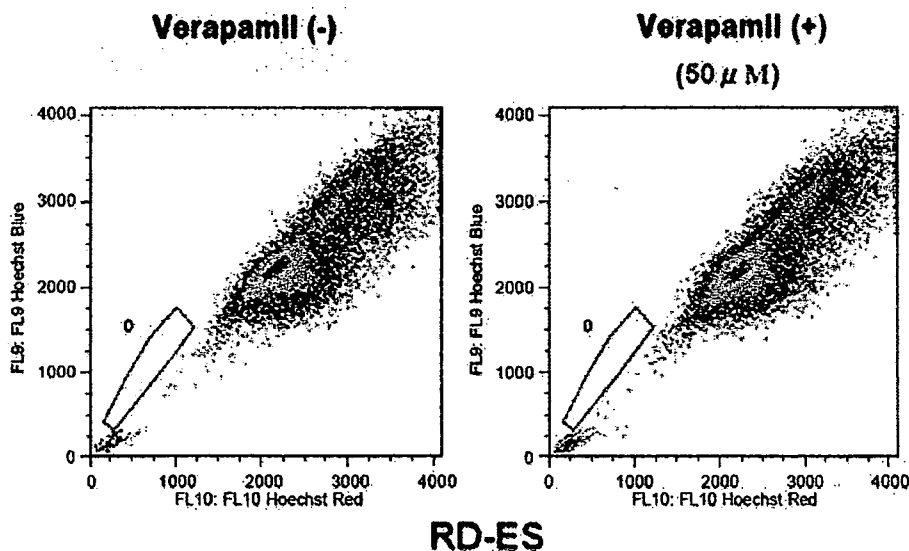 Verapamil (-)
Verapamil (+)
(50 μ M)
4000
3000
2000
1000
0
FL9: FL9 Hoechst Blue
0
0 1000 2000 3000 4000
FL10: FL10 Hoechst Red
4000
3000
2000
1000
0
FL9: FL9 Hoechst Blue
0
0 1000 2000 3000 4000
FL10: FL10 Hoechst Red
RD-ES